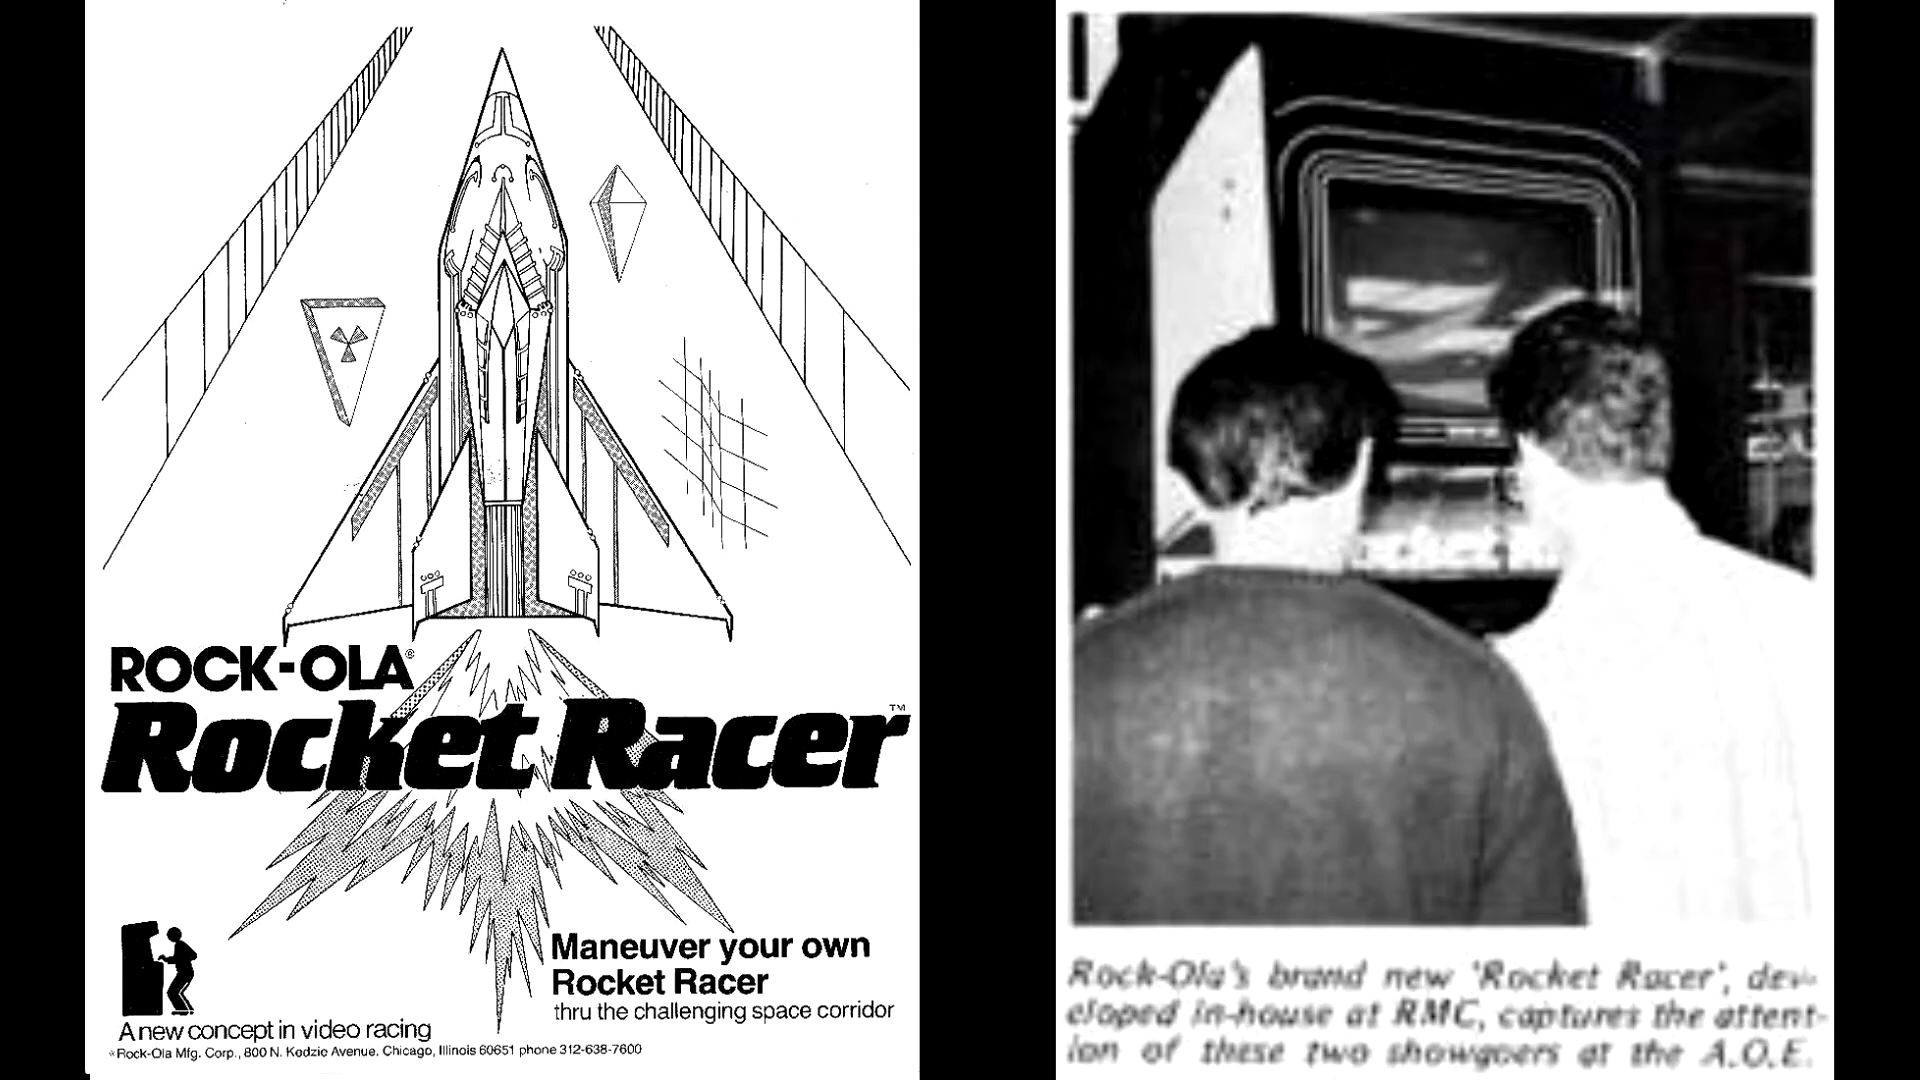 ROCK-OLA®
Rocket Racer™
Maneuver your own
Rocket Racer
thru the challenging space corridor
A new concept in video racing
*Rock-Ola Mfg. Corp., 800 N. Kedzie Avenue. Chicago, Illinois 60651 phone 312-638-7600
Rock-Ola's brand new 'Rocket Racer', dev-
eloped in-house at RMC, captures the attent-
ion of these two showgoers at the A.O.E.